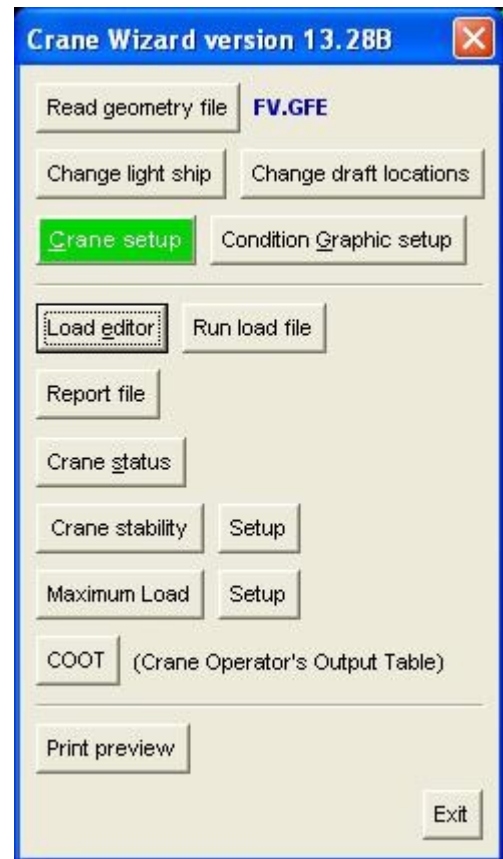 Crane Wizard version 13.28B
Read geometry file FV.GFE
Change light ship Change draft locations
Crane setup Condition Graphic setup
Load editor Run load file
Report file
Crane status
Crane stability Setup
Maximum Load Setup
COOT (Crane Operator's Output Table)
Print preview
Exit